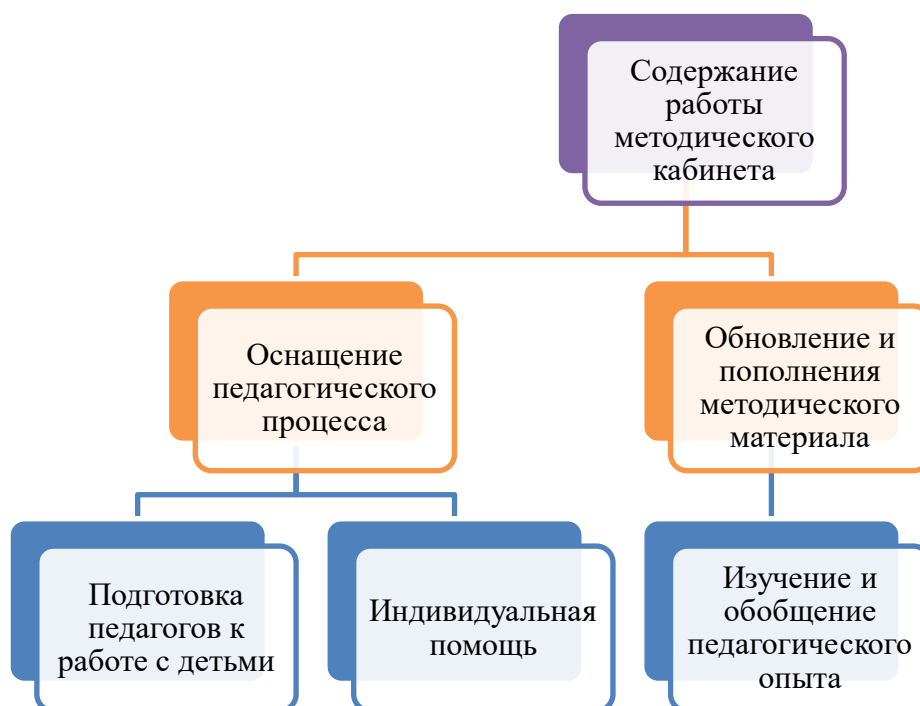 Содержание
работы
методического
кабинета
Оснащение
педагогического
процесса
Обновление и
пополнения
методического
материала
Подготовка
педагогов к
работе с детьми
Индивидуальная
помощь
Изучение и
обобщение
педагогического
опыта